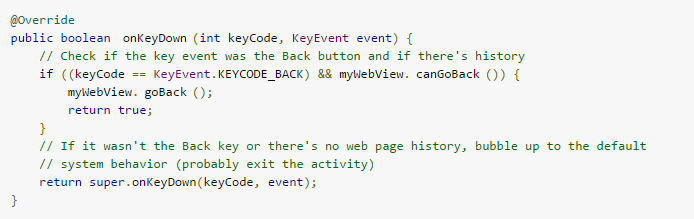 @Override
public boolean onKeyDown (int keyCode, KeyEvent event) {
    // Check if the key event was the Back button and if there's history
    if ((keyCode == KeyEvent.KEYCODE_BACK) && myWebView. canGoBack ()) {
        myWebView. goBack ();
        return true;
    }
    // If it wasn't the Back key or there's no web page history, bubble up to the default
    // system behavior (probably exit the activity)
    return super.onKeyDown(keyCode, event);
}